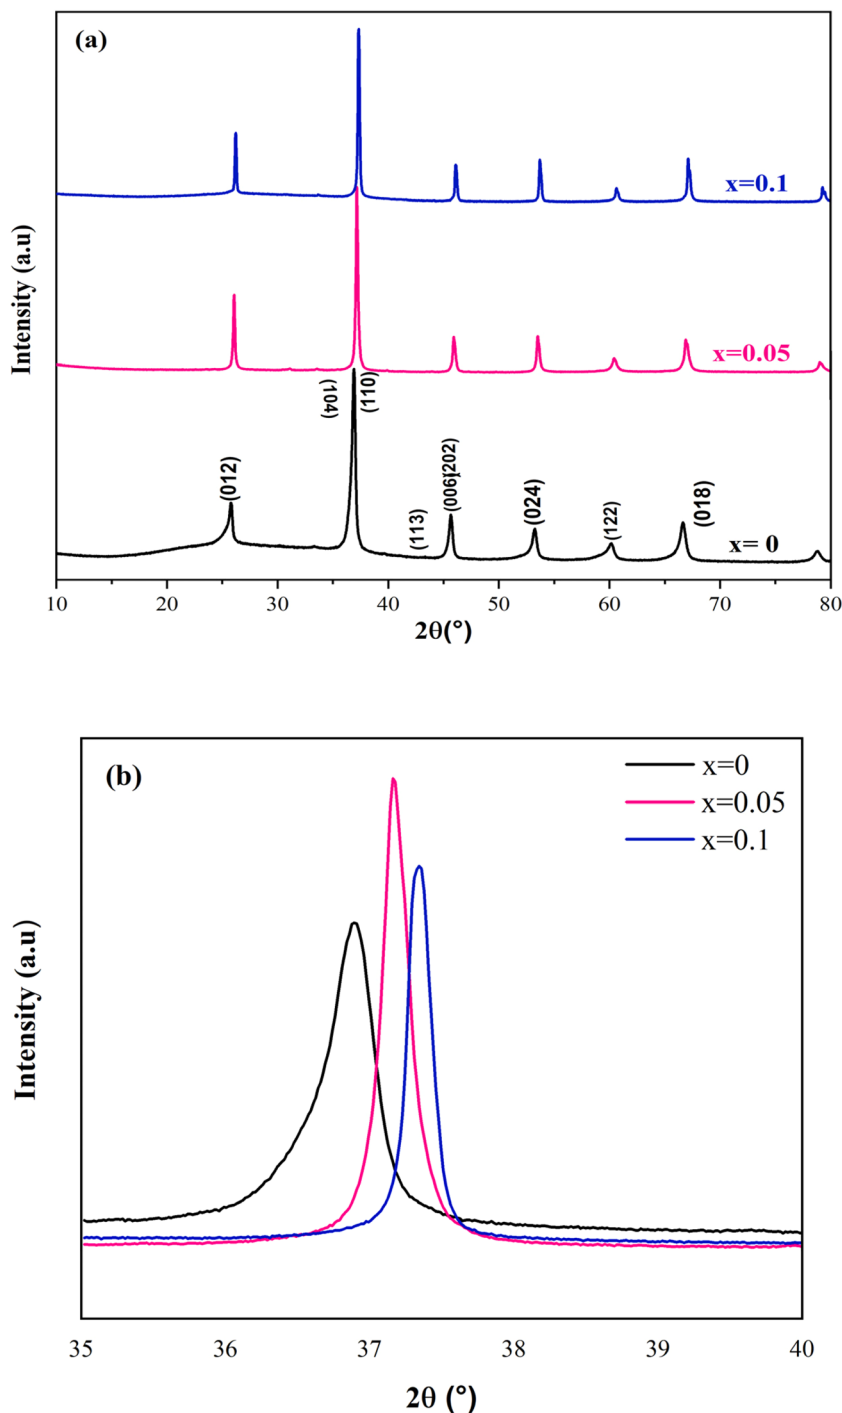 (a)
x=0.1
x=0.05
(104)
(110)
(012)
(113)
(006)(202)
(024)
(122)
(018)
x= 0
Intensity (a.u)
10 20 30 40 50 60 70 80
2θ(°)
(b)
x=0
x=0.05
x=0.1
Intensity (a.u)
35 36 37 38 39 40
2θ (°)